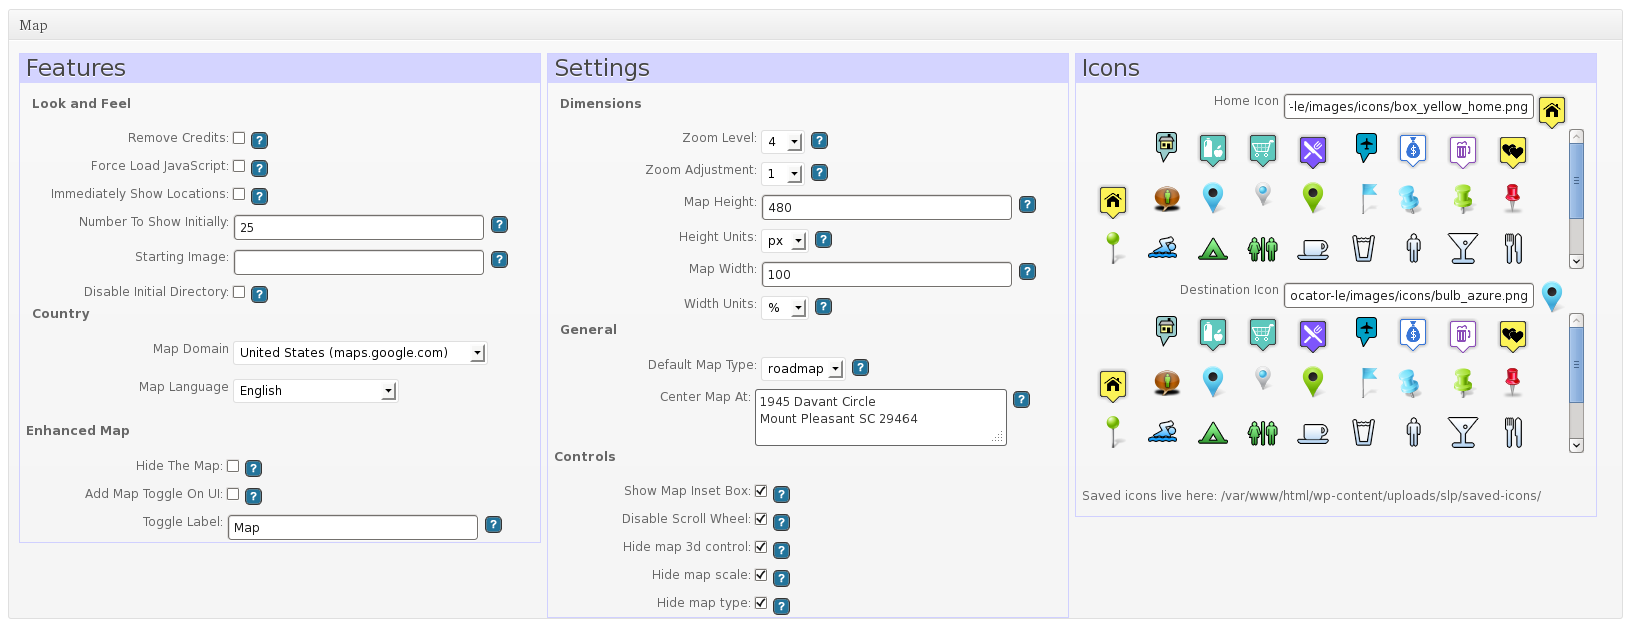 Map
Features
Look and Feel
Remove Credits: ?
Force Load JavaScript: ?
Immediately Show Locations: ?
Number To Show Initially: 25 ?
Starting Image: ?
Disable Initial Directory: ?
Country
Map Domain United States (maps.google.com)
Map Language English
Enhanced Map
Hide The Map: ?
Add Map Toggle On UI: ?
Toggle Label: Map ?
Settings
Dimensions
Zoom Level: 4 ?
Zoom Adjustment: 1 ?
Map Height: 480 ?
Height Units: px ?
Map Width: 100 ?
Width Units: % ?
General
Default Map Type: roadmap ?
Center Map At: 1945 Davant Circle ?
Mount Pleasant SC 29464
Controls
Show Map Inset Box: ?
Disable Scroll Wheel: ?
Hide map 3d control: ?
Hide map scale: ?
Hide map type: ?
Icons
Home Icon -le/images/icons/box_yellow_home.png
$
Destination Icon ocator-le/images/icons/bulb_azure.png
$
Saved icons live here: /var/www/html/wp-content/uploads/slp/saved-icons/